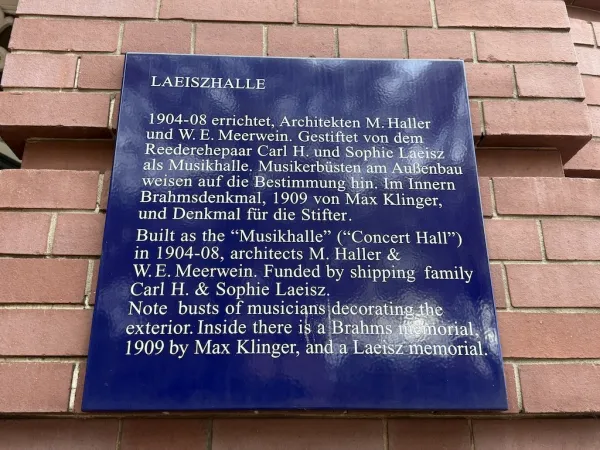 LAEISZHALLE
1904-08 errichtet, Architekten M. Haller
und W. E. Meerwein. Gestiftet von dem
Reederehepaar Carl H. und Sophie Laeisz
als Musikhalle. Musikerbüsten am Außenbau
weisen auf die Bestimmung hin. Im Innern
Brahmsdenkmal, 1909 von Max Klinger,
und Denkmal für die Stifter.
Built as the “Musikhalle” (“Concert Hall”)
in 1904-08, architects M. Haller &
W. E. Meerwein. Funded by shipping family
Carl H. & Sophie Laeisz.
Note busts of musicians decorating the
exterior. Inside there is a Brahms memorial,
1909 by Max Klinger, and a Laeisz memorial.